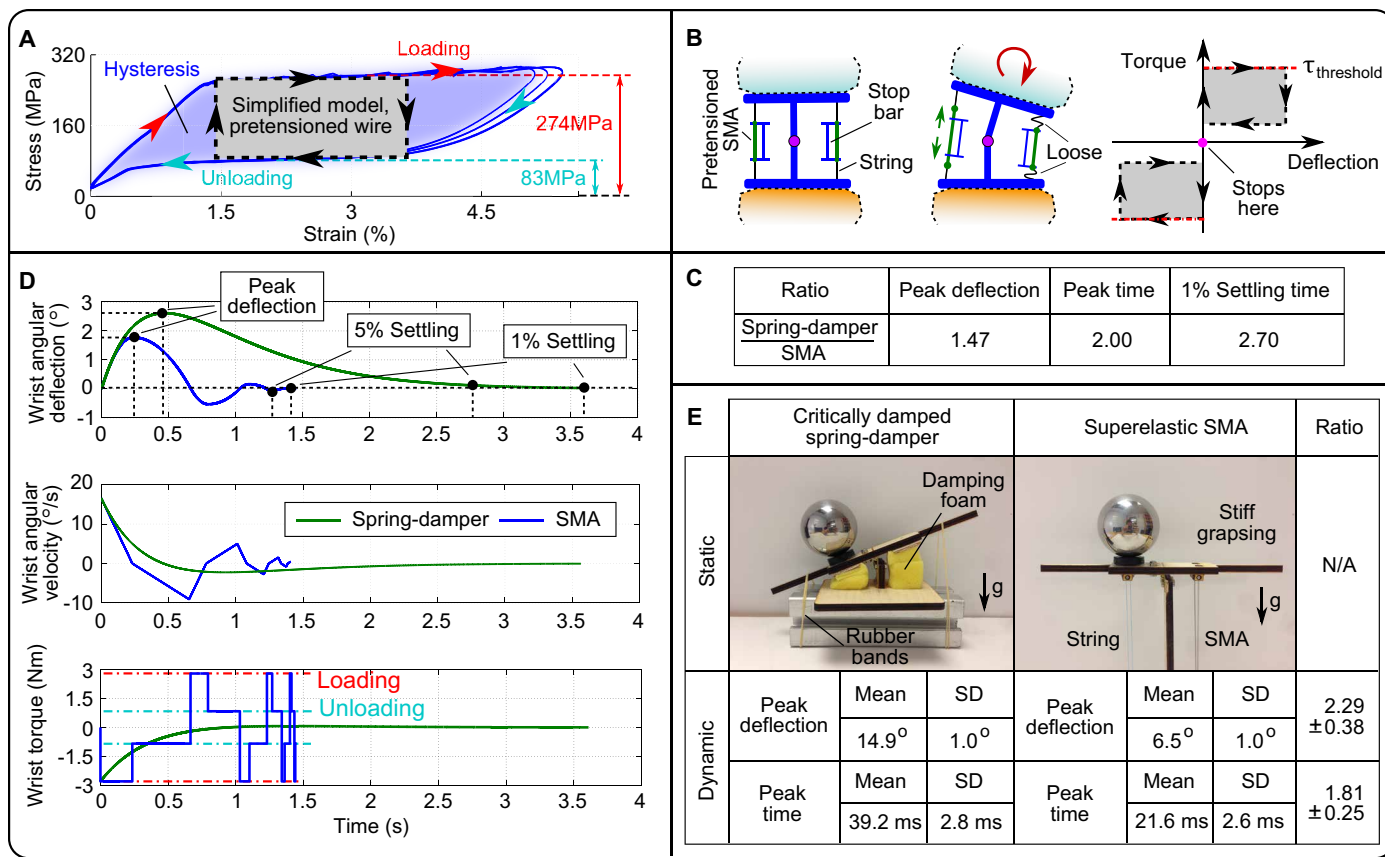 A
Stress (MPa)
320
160
0
Hysteresis
Loading
Simplified model,
pretensioned wire
Unloading
274MPa
83MPa
0
1.5
3
4.5
Strain (%)
B
Pretensioned
SMA
Stop
bar
String
Loose
Torque
τthreshold
Deflection
Stops
here
C
Ratio
Peak deflection
Peak time
1% Settling time
Spring-damper
SMA
1.47
2.00
2.70
D
Wrist angular
deflection (°)
3
2
1
0
-1
Peak
deflection
5% Settling
1% Settling
0 0.5 1 1.5 2 2.5 3 3.5 4
Wrist angular
velocity (°/s)
20
10
0
-10
Spring-damper
SMA
0 0.5 1 1.5 2 2.5 3 3.5 4
Wrist torque (Nm)
3
1.5
0
-1.5
-3
Loading
Unloading
0 0.5 1 1.5 2 2.5 3 3.5 4
Time (s)
E
Critically damped
spring-damper
Superelastic SMA
Ratio
Static
Damping
foam
Rubber
bands
g
Stiff
grapsing
String
SMA
g
N/A
Dynamic
Peak
deflection
Mean
SD
14.9°
1.0°
Peak
deflection
Mean
SD
6.5°
1.0°
2.29
±0.38
Peak
time
Mean
SD
39.2 ms
2.8 ms
Peak
time
Mean
SD
21.6 ms
2.6 ms
1.81
±0.25